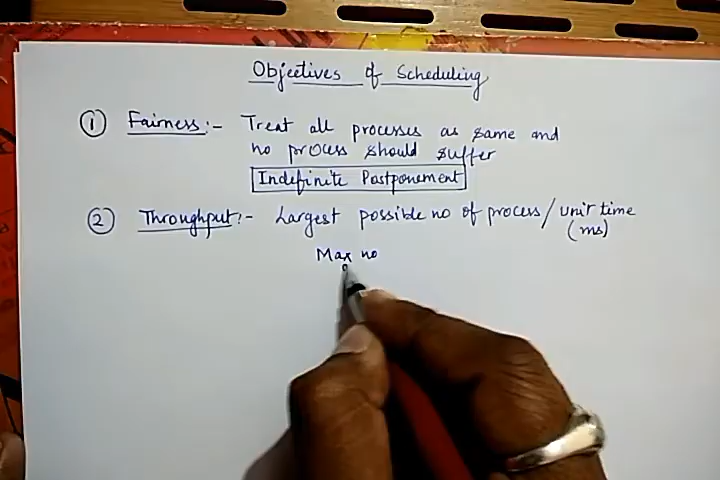 Objectives of Scheduling
① Fairness:- Treat all processes as same and
no process should suffer
Indefinite Postponement
② Throughput:- Largest possible no of process/unit time
(ms)
Max no